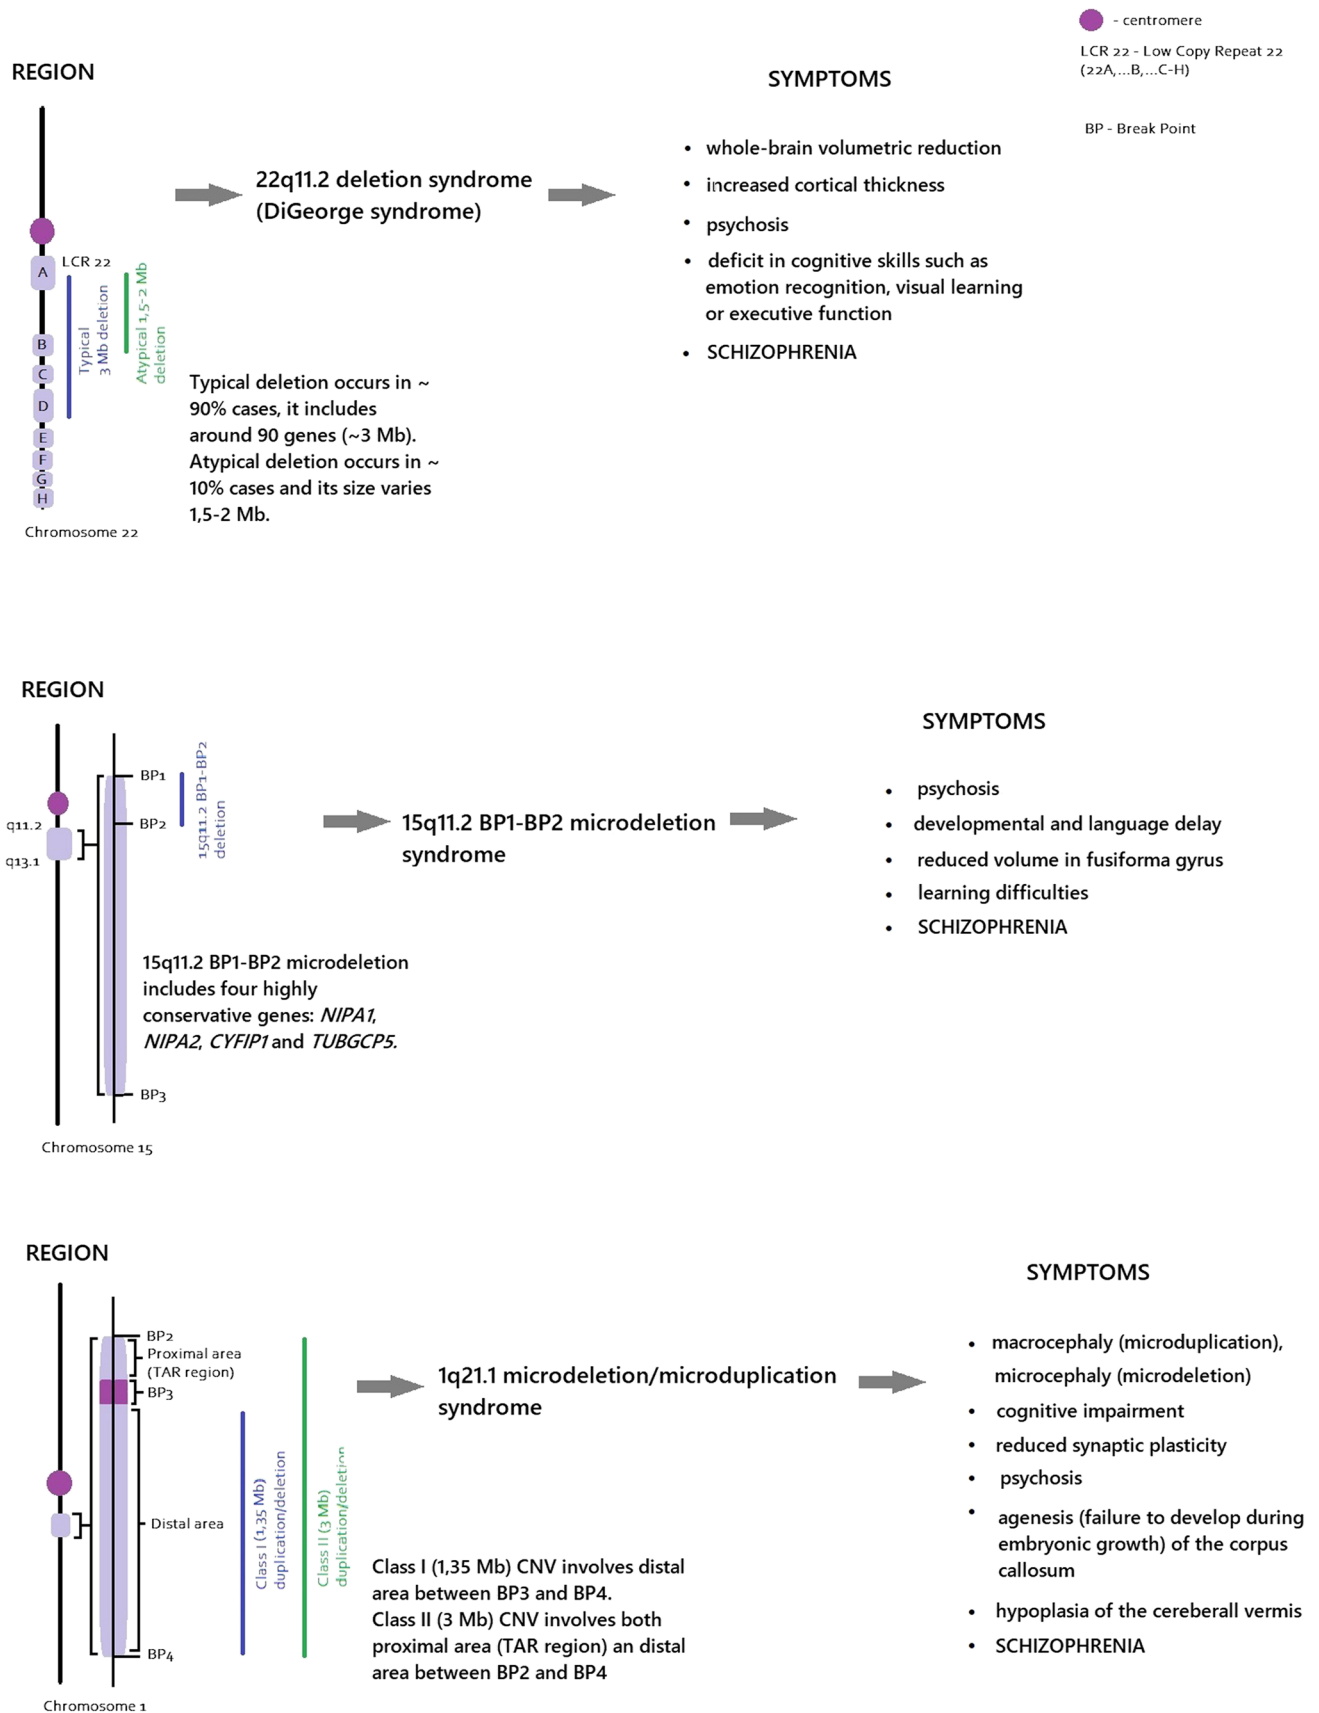 - centromere
LCR 22 - Low Copy Repeat 22
(22A,...B,...C-H)
BP - Break Point
REGION
SYMPTOMS
A
B
C
D
E
F
G
H
LCR 22
Typical
3 Mb deletion
Atypical 1,5-2 Mb
deletion
Chromosome 22
22q11.2 deletion syndrome
(DiGeorge syndrome)
Typical deletion occurs in ~
90% cases, it includes
around 90 genes (~3 Mb).
Atypical deletion occurs in ~
10% cases and its size varies
1,5-2 Mb.
• whole-brain volumetric reduction
• increased cortical thickness
• psychosis
• deficit in cognitive skills such as
emotion recognition, visual learning
or executive function
• SCHIZOPHRENIA
REGION
SYMPTOMS
q11.2
q13.1
BP1
BP2
BP3
15q11.2 BP1-BP2
deletion
Chromosome 15
15q11.2 BP1-BP2 microdeletion
syndrome
15q11.2 BP1-BP2 microdeletion
includes four highly
conservative genes: NIPA1,
NIPA2, CYFIP1 and TUBGCP5.
• psychosis
• developmental and language delay
• reduced volume in fusiforma gyrus
• learning difficulties
• SCHIZOPHRENIA
REGION
SYMPTOMS
BP2
Proximal area
(TAR region)
BP3
Distal area
BP4
Class I (1,35 Mb)
duplication/deletion
Class II (3 Mb)
duplication/deletion
Chromosome 1
1q21.1 microdeletion/microduplication
syndrome
Class I (1,35 Mb) CNV involves distal
area between BP3 and BP4.
Class II (3 Mb) CNV involves both
proximal area (TAR region) an distal
area between BP2 and BP4
• macrocephaly (microduplication),
microcephaly (microdeletion)
• cognitive impairment
• reduced synaptic plasticity
• psychosis
• agenesis (failure to develop during
embryonic growth) of the corpus
callosum
• hypoplasia of the cereberall vermis
• SCHIZOPHRENIA